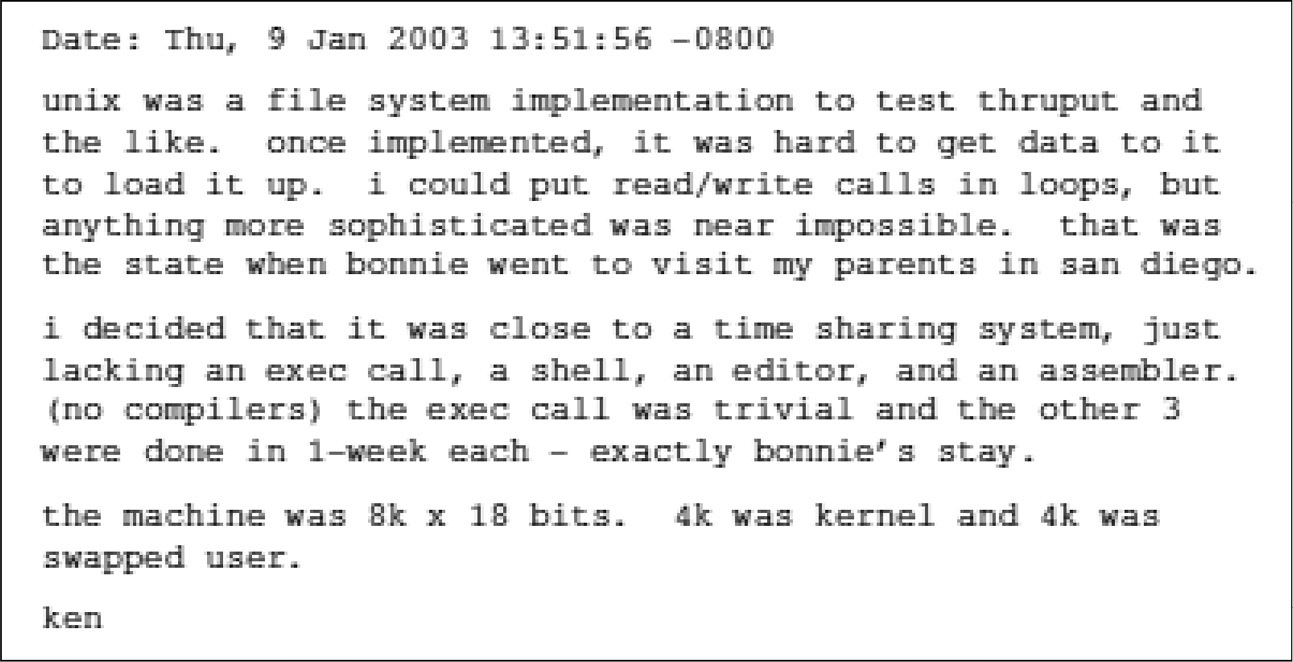 Date: Thu, 9 Jan 2003 13:51:56 -0800
unix was a file system implementation to test thruput and
the like.  once implemented, it was hard to get data to it
to load it up.  i could put read/write calls in loops, but
anything more sophisticated was near impossible.  that was
the state when bonnie went to visit my parents in san diego.
i decided that it was close to a time sharing system, just
lacking an exec call, a shell, an editor, and an assembler.
(no compilers) the exec call was trivial and the other 3
were done in 1-week each - exactly bonnie's stay.
the machine was 8k x 18 bits.  4k was kernel and 4k was
swapped user.
ken